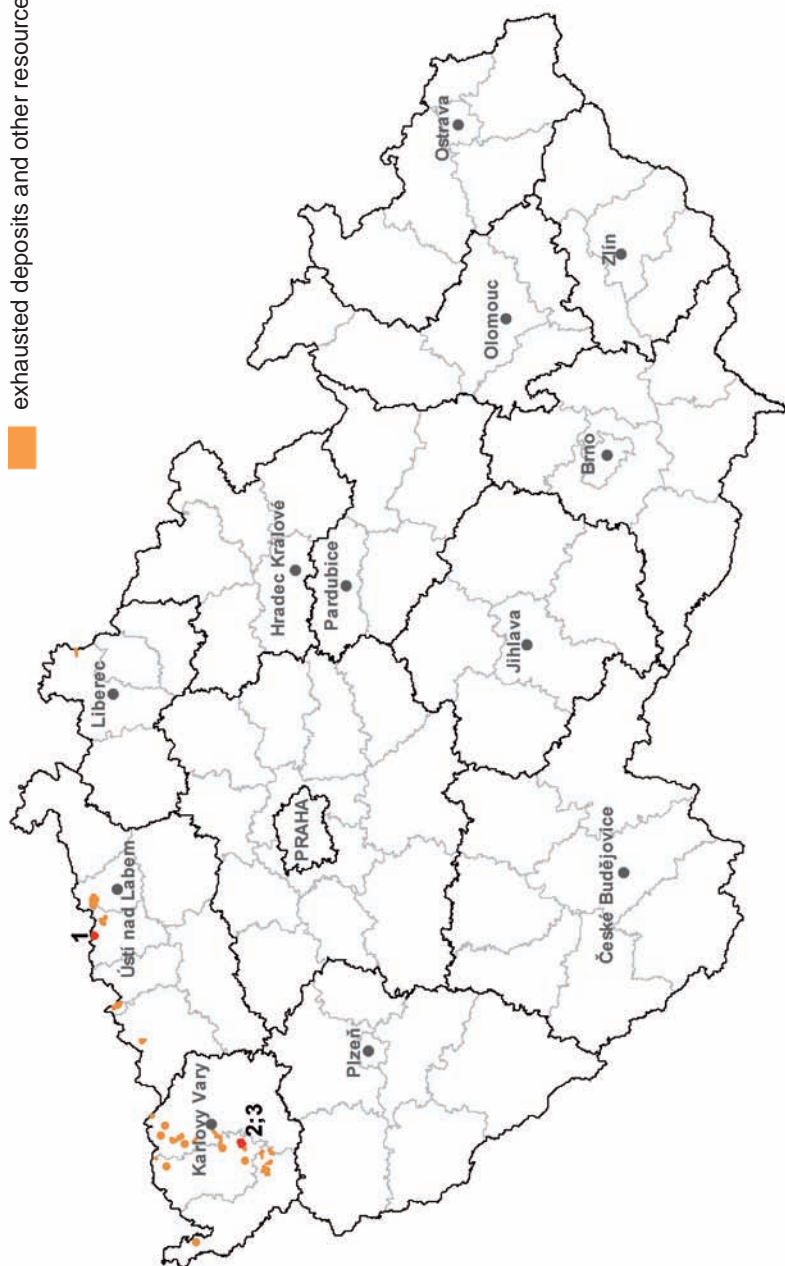 exhausted deposits and other resource
Liberec
Ústí nad Labem
1
Karlovy Vary
2;3
PRAHA
Hradec Králové
Pardubice
Plzeň
České Budějovice
Jihlava
Brno
Olomouc
Ostrava
Zlín